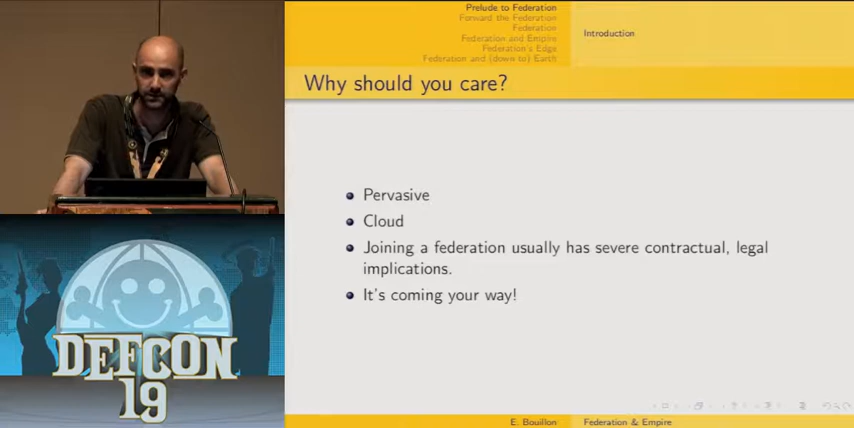 Prelude to Federation
Forward the Federation
Federation
Federation and Empire
Federation's Edge
Federation and (down to) Earth
Introduction
Why should you care?
Pervasive
Cloud
Joining a federation usually has severe contractual, legal
implications.
It's coming your way!
DEFCON
19
E. Bouillon
Federation & Empire